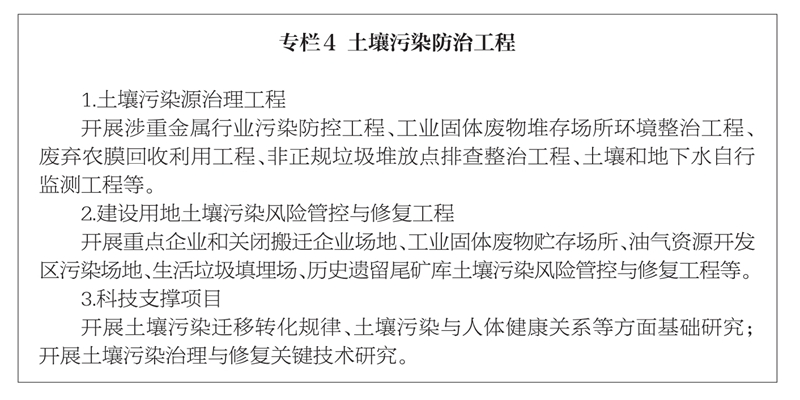 专栏4 土壤污染防治工程
1.土壤污染源治理工程
开展涉重金属行业污染防控工程、工业固体废物堆存场所环境整治工程、
废弃农膜回收利用工程、非正规垃圾堆放点排查整治工程、土壤和地下水自行
监测工程等。
2.建设用地土壤污染风险管控与修复工程
开展重点企业和关闭搬迁企业场地、工业固体废物贮存场所、油气资源开发
区污染场地、生活垃圾填埋场、历史遗留尾矿库土壤污染风险管控与修复工程等。
3.科技支撑项目
开展土壤污染迁移转化规律、土壤污染与人体健康关系等方面基础研究；
开展土壤污染治理与修复关键技术研究。